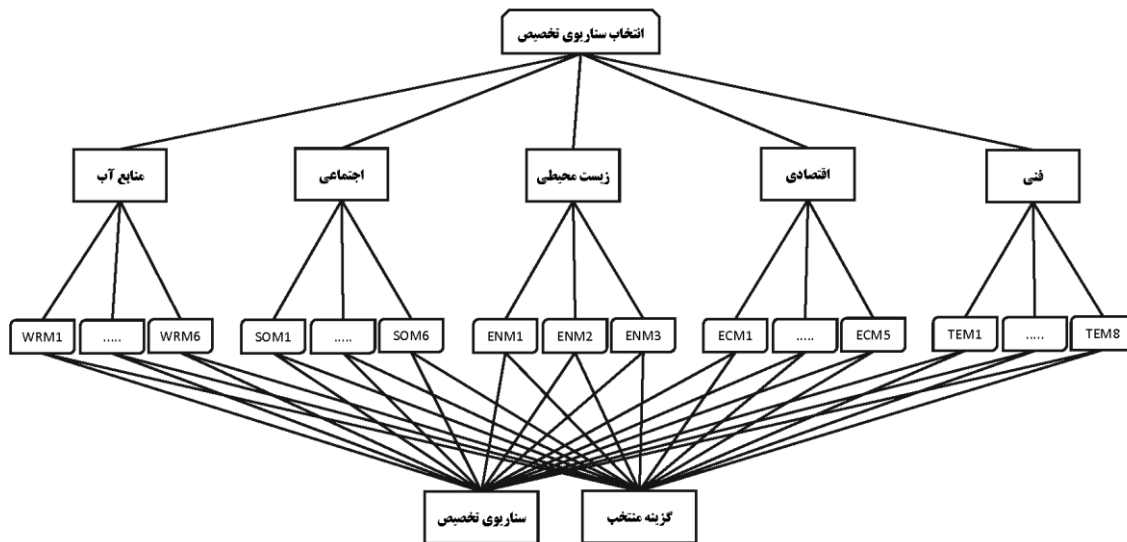 انتخاب سناریوی تخصیص
فنی
اقتصادی
زیست محیطی
اجتماعی
منابع آب
WRM1
.....
WRM6
SOM1
.....
SOM6
ENM1
ENM2
ENM3
ECM1
.....
ECM5
TEM1
.....
TEM8
گزینه منتخب
سناریوی تخصیص